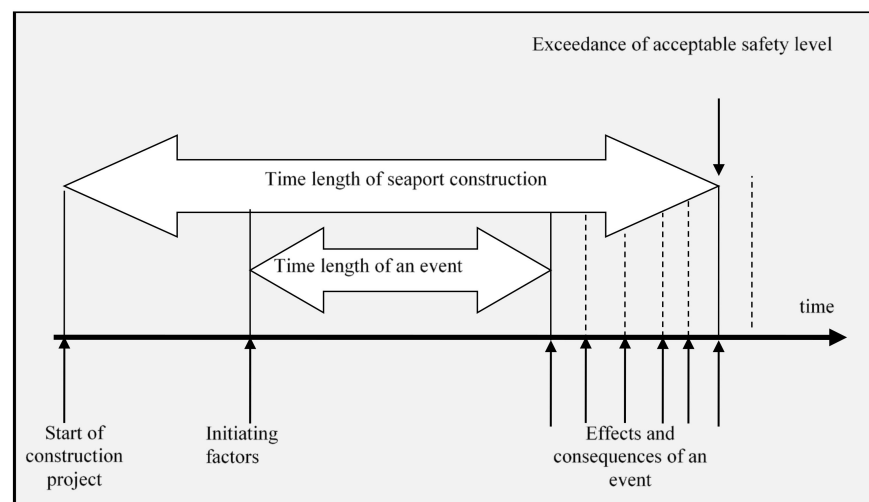 Exceedance of acceptable safety level
Time length of seaport construction
Time length of an event
time
Start of
construction
project
Initiating
factors
Effects and
consequences of an
event